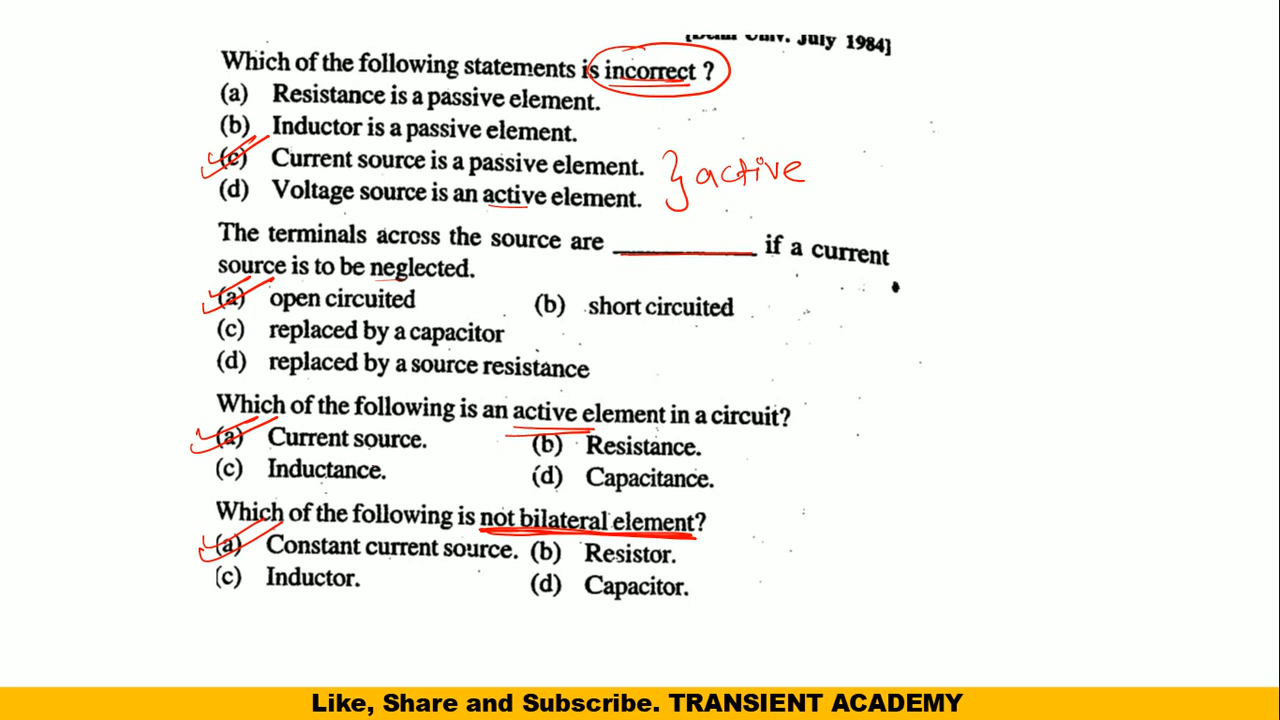 Univ. July 1984]
Which of the following statements is incorrect ?
(a) Resistance is a passive element.
(b) Inductor is a passive element.
(c) Current source is a passive element.
(d) Voltage source is an active element.
} active
The terminals across the source are __________ if a current
source is to be neglected.
(a) open circuited (b) short circuited
(c) replaced by a capacitor
(d) replaced by a source resistance
Which of the following is an active element in a circuit?
(a) Current source. (b) Resistance.
(c) Inductance. (d) Capacitance.
Which of the following is not bilateral element?
(a) Constant current source. (b) Resistor.
(c) Inductor. (d) Capacitor.
Like, Share and Subscribe. TRANSIENT ACADEMY